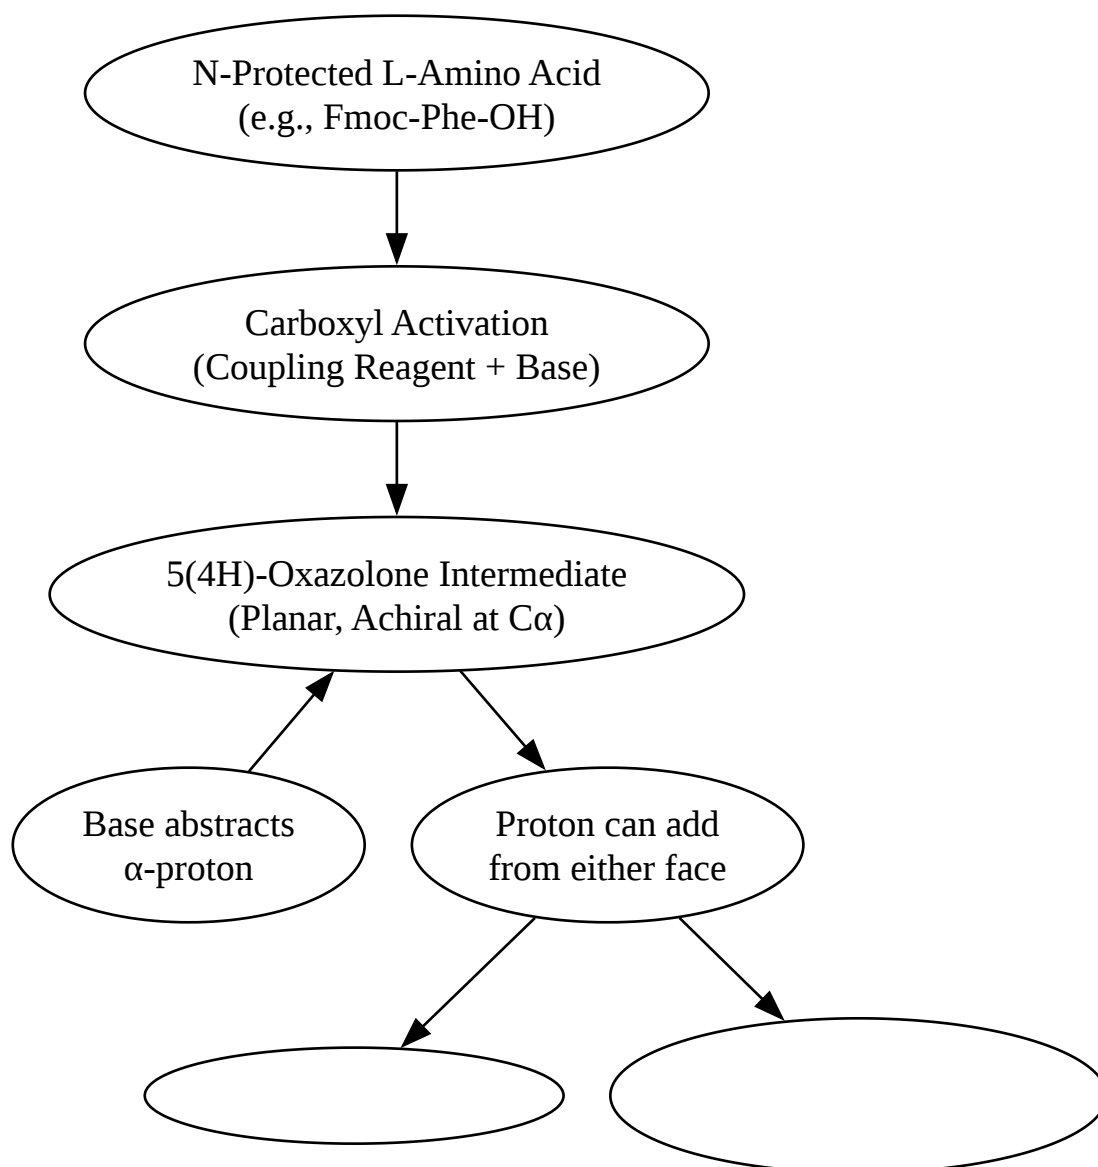 N-Protected L-Amino Acid
(e.g., Fmoc-Phe-OH)
Carboxyl Activation
(Coupling Reagent + Base)
5(4H)-Oxazolone Intermediate
(Planar, Achiral at Cα)
Base abstracts
α-proton
Proton can add
from either face